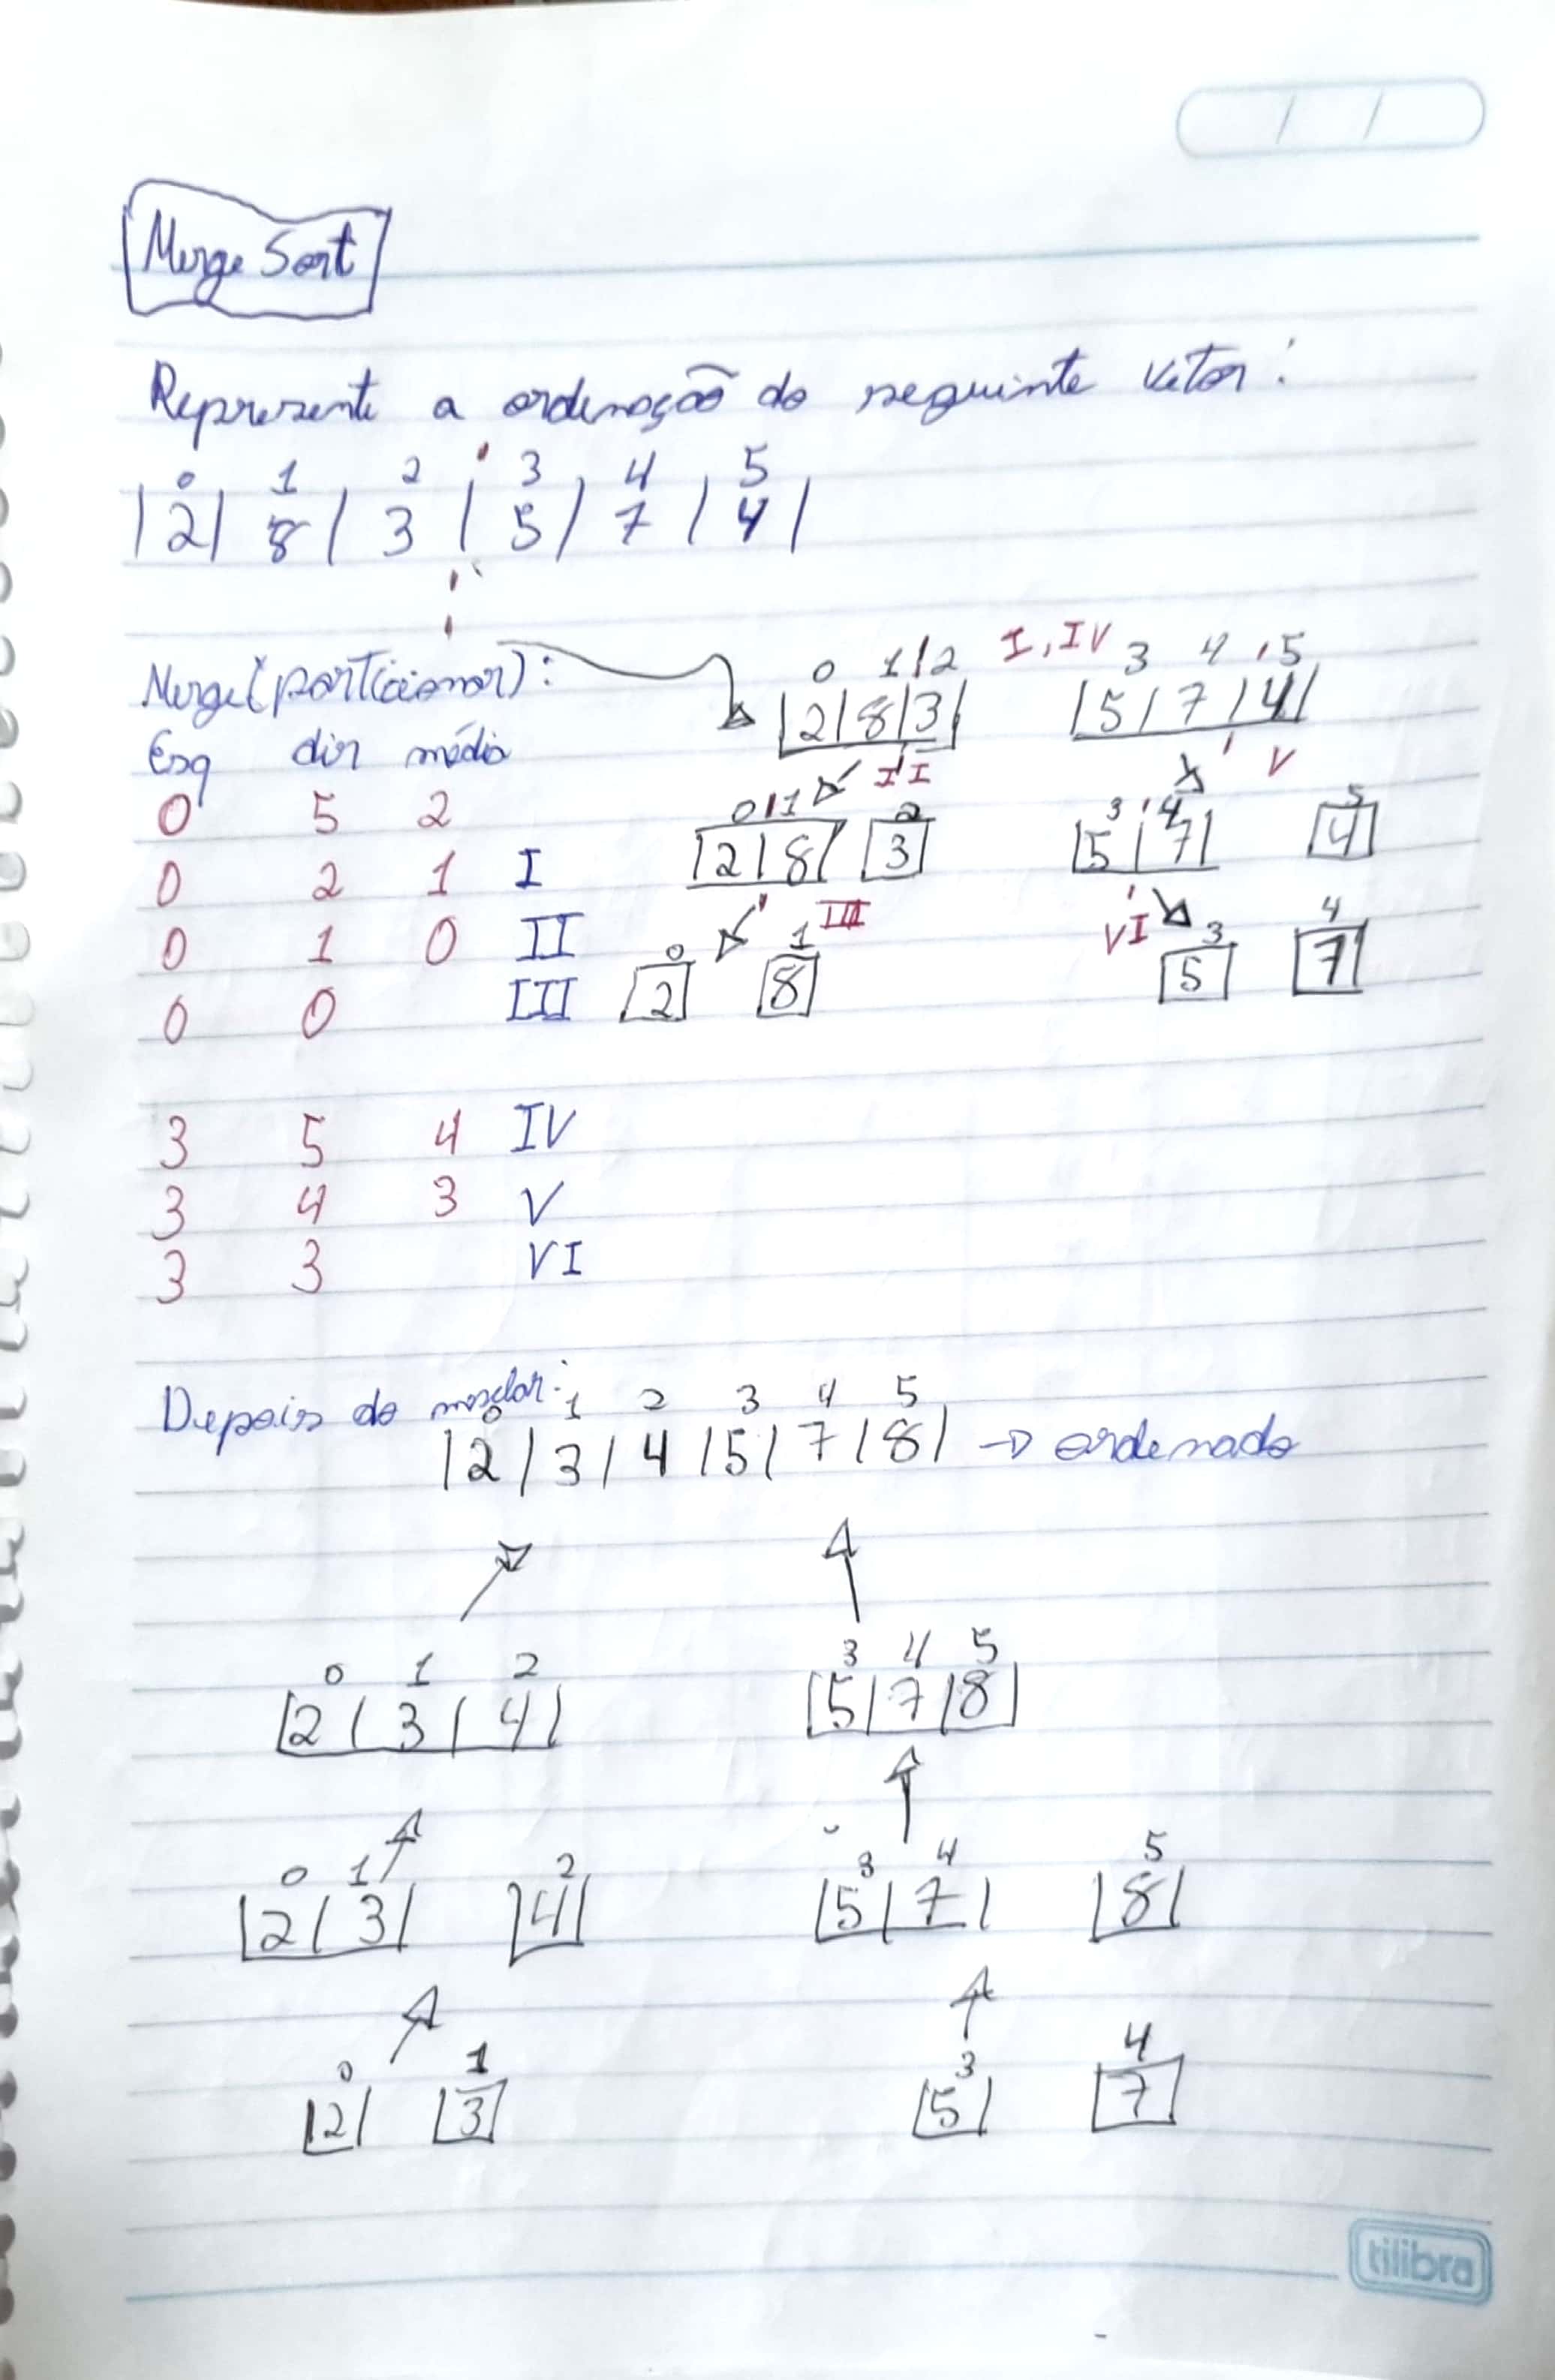 / /
Merge Sort
Represente a ordenação do seguinte vetor:
0 1 2 3 4 5
|2| 8 | 3 | 5 | 7 | 4 |
Merge (particionar):
0 1 2 I, IV 3 4 5
|2|8|3| |5|7|4|
Esq dir média
II V
0 5 2
0 1 2 3 4 5
|2|8| |3| |5|7| |4|
0 2 1 I
III VI
0 1 0 II
0 1 3 4
|2| |8| |5| |7|
0 0 III
3 5 4 IV
3 4 3 V
3 3 VI
Depois do mesclar:
0 1 2 3 4 5
|2|3|4|5|7|8| → ordenado
0 1 2 3 4 5
|2|3|4| |5|7|8|
0 1 2 3 4 5
|2|3| |4| |5|7| |8|
0 1 3 4
|2| |3| |5| |7|
tilibra